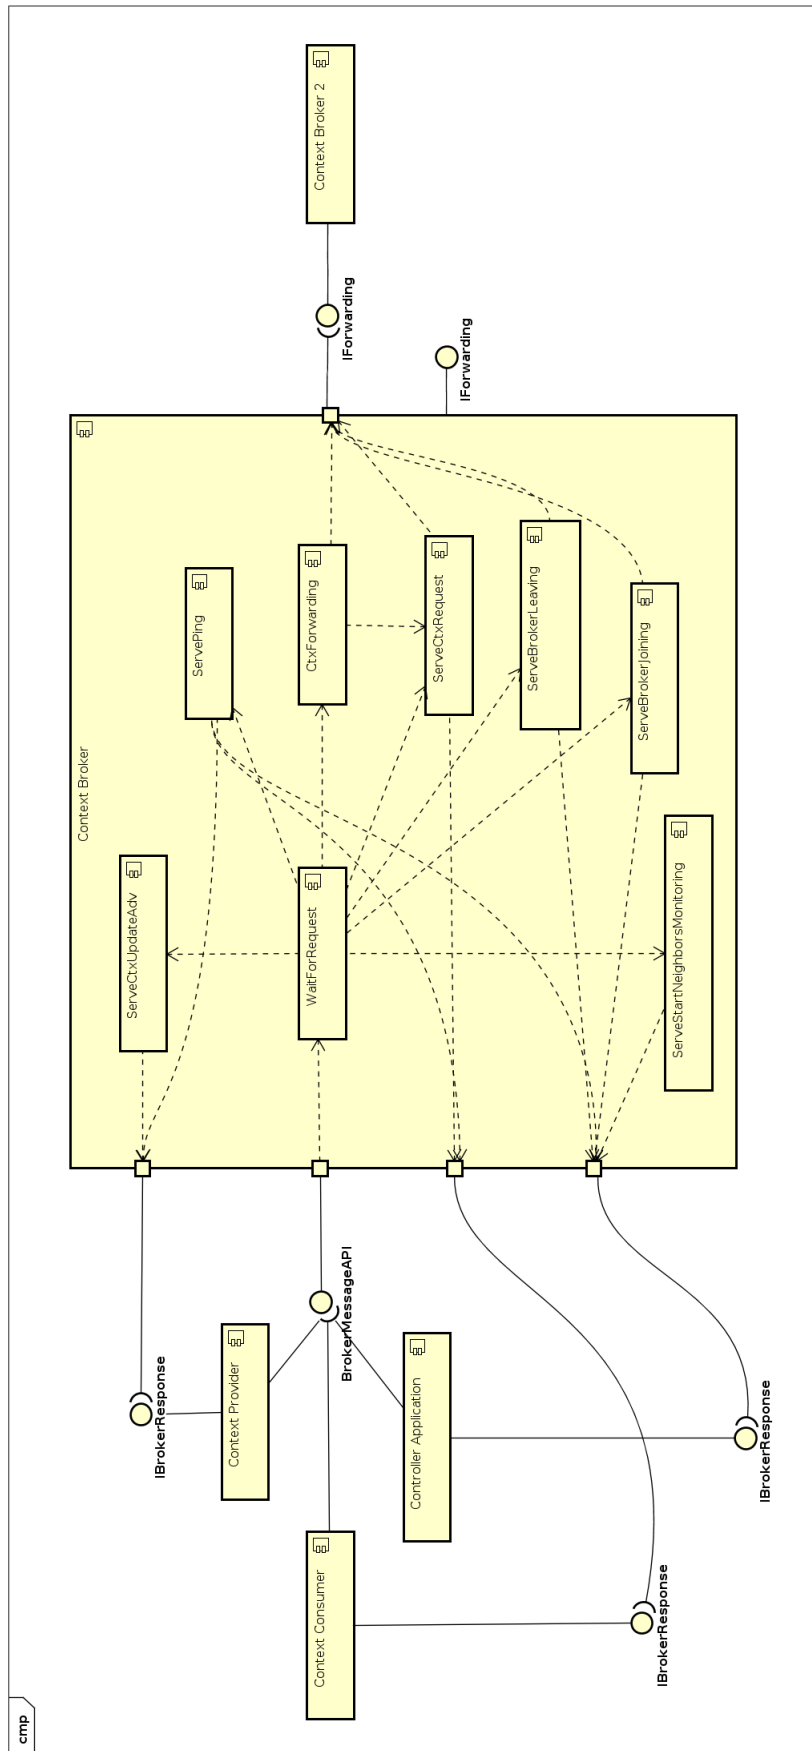 cmp
Context Consumer
Context Provider
Controller Application
IBrokerResponse
BrokerMessageAPI
IBrokerResponse
IBrokerResponse
Context Broker
ServeCtxUpdateAdv
WaitForRequest
ServeStartNeighborsMonitoring
ServePing
CtxForwarding
ServeCtxRequest
ServeBrokerLeaving
ServeBrokerJoining
IForwarding
IForwarding
Context Broker 2